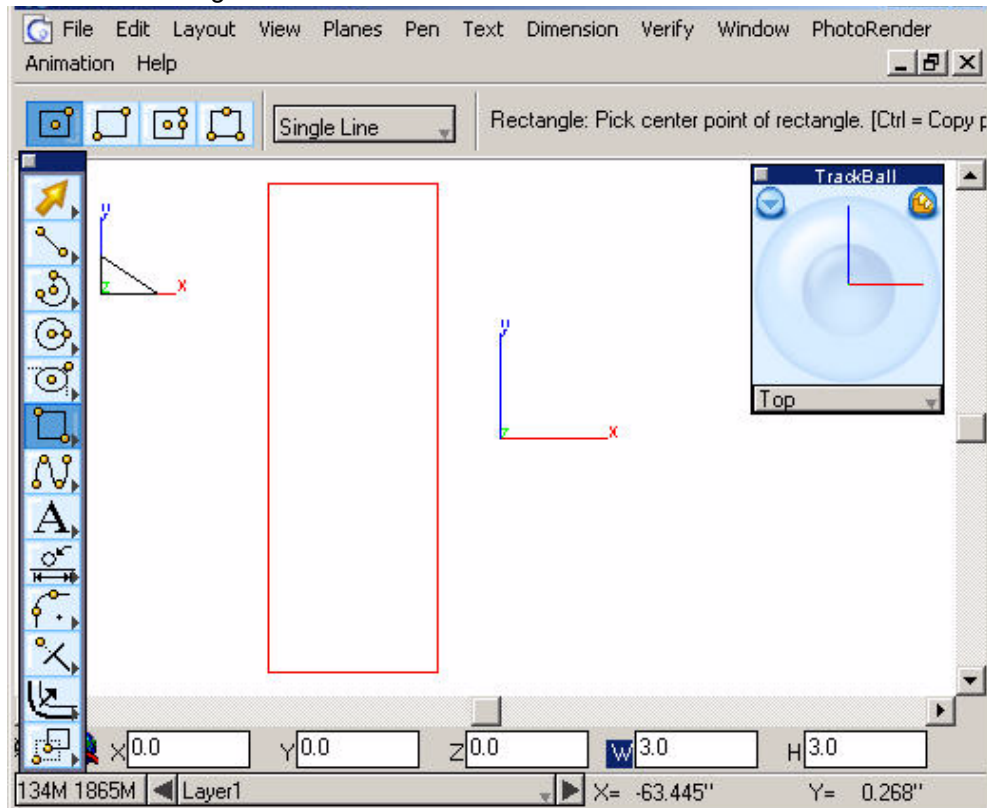 File Edit Layout View Planes Pen Text Dimension Verify Window PhotoRender
Animation Help
Single Line
Rectangle: Pick center point of rectangle. [Ctrl = Copy p
TrackBall
y
z x
y
z x
Top
A
X 0.0 Y 0.0 Z 0.0 W 3.0 H 3.0
134M 1865M Layer1 X= -63.445" Y= 0.268"